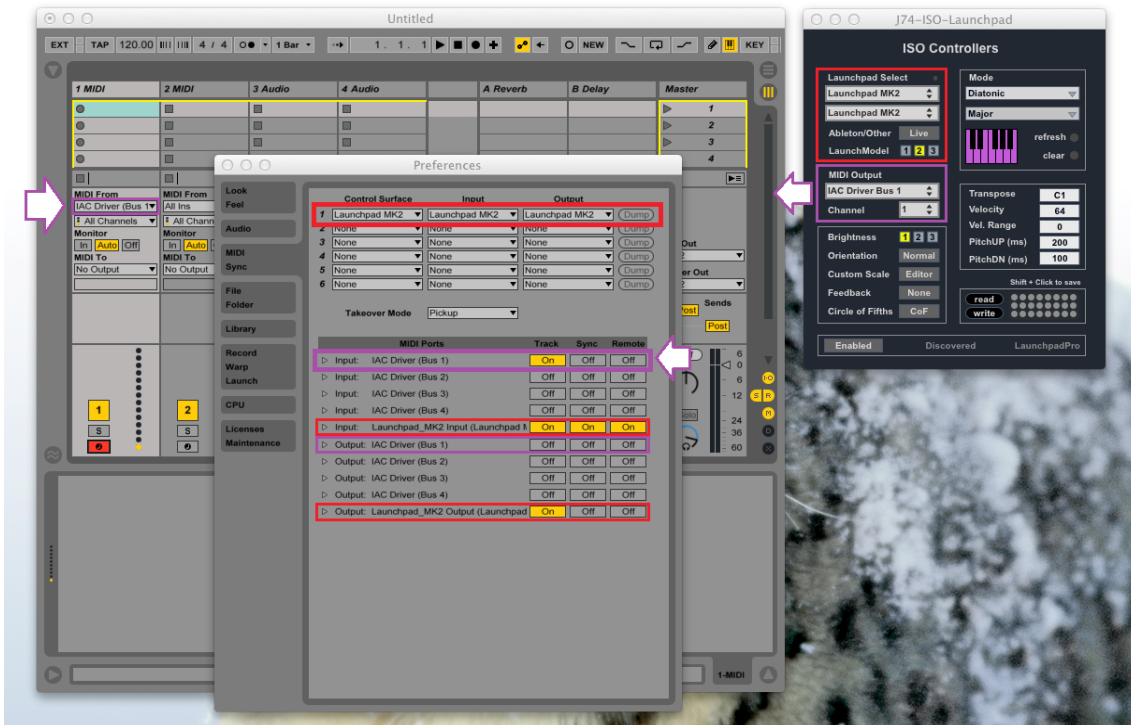 Untitled
EXT TAP 120.00 4 / 4 1 Bar 1. 1. 1 NEW KEY
1 MIDI 2 MIDI 3 Audio 4 Audio A Reverb B Delay Master
1
2
3
4
MIDI From MIDI From
IAC Driver (Bus 1 All Ins
All Channels All Chann
Monitor Monitor
In Auto Off In Auto
MIDI To MIDI To
No Output No Output
Out
er Out
Sends
Post
Post
1 2
S S
6
0
6
12
24
36
60
Solo
S R
M
D
X
1-MIDI
Preferences
Look
Feel
Audio
MIDI
Sync
File
Folder
Library
Record
Warp
Launch
CPU
Licenses
Maintenance
Control Surface Input Output
1 Launchpad MK2 Launchpad MK2 Launchpad MK2 Dump
2 None None None Dump
3 None None None Dump
4 None None None Dump
5 None None None Dump
6 None None None Dump
Takeover Mode Pickup
MIDI Ports Track Sync Remote
Input: IAC Driver (Bus 1) On Off Off
Input: IAC Driver (Bus 2) Off Off Off
Input: IAC Driver (Bus 3) Off Off Off
Input: IAC Driver (Bus 4) Off Off Off
Input: Launchpad_MK2 Input (Launchpad M On On On
Output: IAC Driver (Bus 1) Off Off Off
Output: IAC Driver (Bus 2) Off Off Off
Output: IAC Driver (Bus 3) Off Off Off
Output: IAC Driver (Bus 4) Off Off Off
Output: Launchpad_MK2 Output (Launchpad On Off Off
J74-ISO-Launchpad
ISO Controllers
Launchpad Select
Launchpad MK2
Launchpad MK2
Ableton/Other Live
LaunchModel 1 2 3
MIDI Output
IAC Driver Bus 1
Channel 1
Brightness 1 2 3
Orientation Normal
Custom Scale Editor
Feedback None
Circle of Fifths CoF
Mode
Diatonic
Major
refresh
clear
Transpose C1
Velocity 64
Vel. Range 0
PitchUP (ms) 200
PitchDN (ms) 100
Shift + Click to save
read
write
Enabled Discovered LaunchpadPro